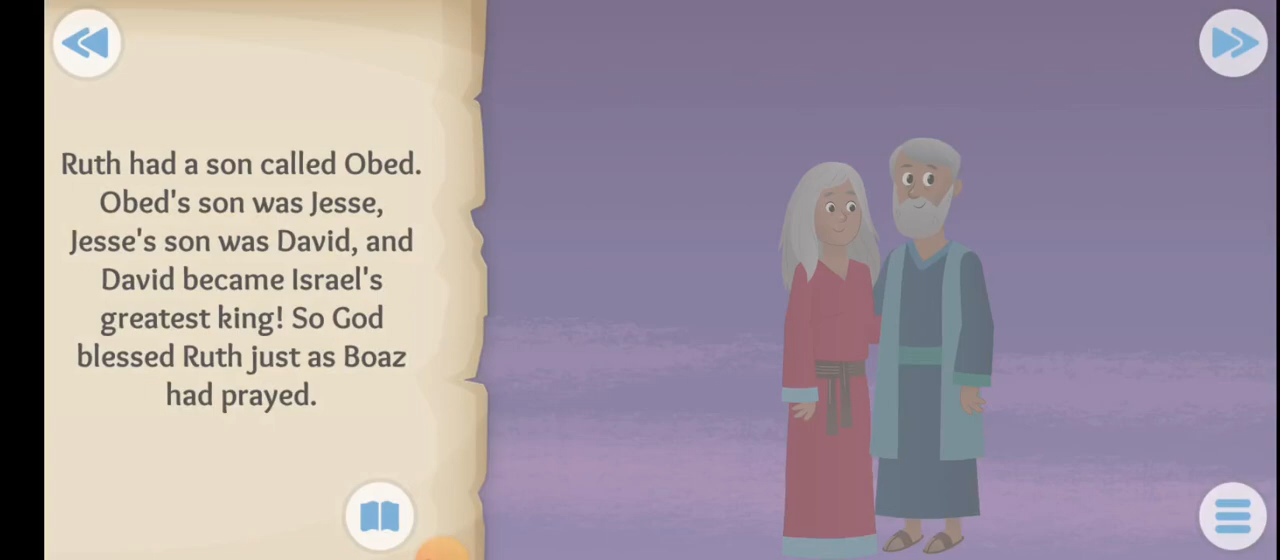 Ruth had a son called Obed.
Obed's son was Jesse,
Jesse's son was David, and
David became Israel's
greatest king! So God
blessed Ruth just as Boaz
had prayed.